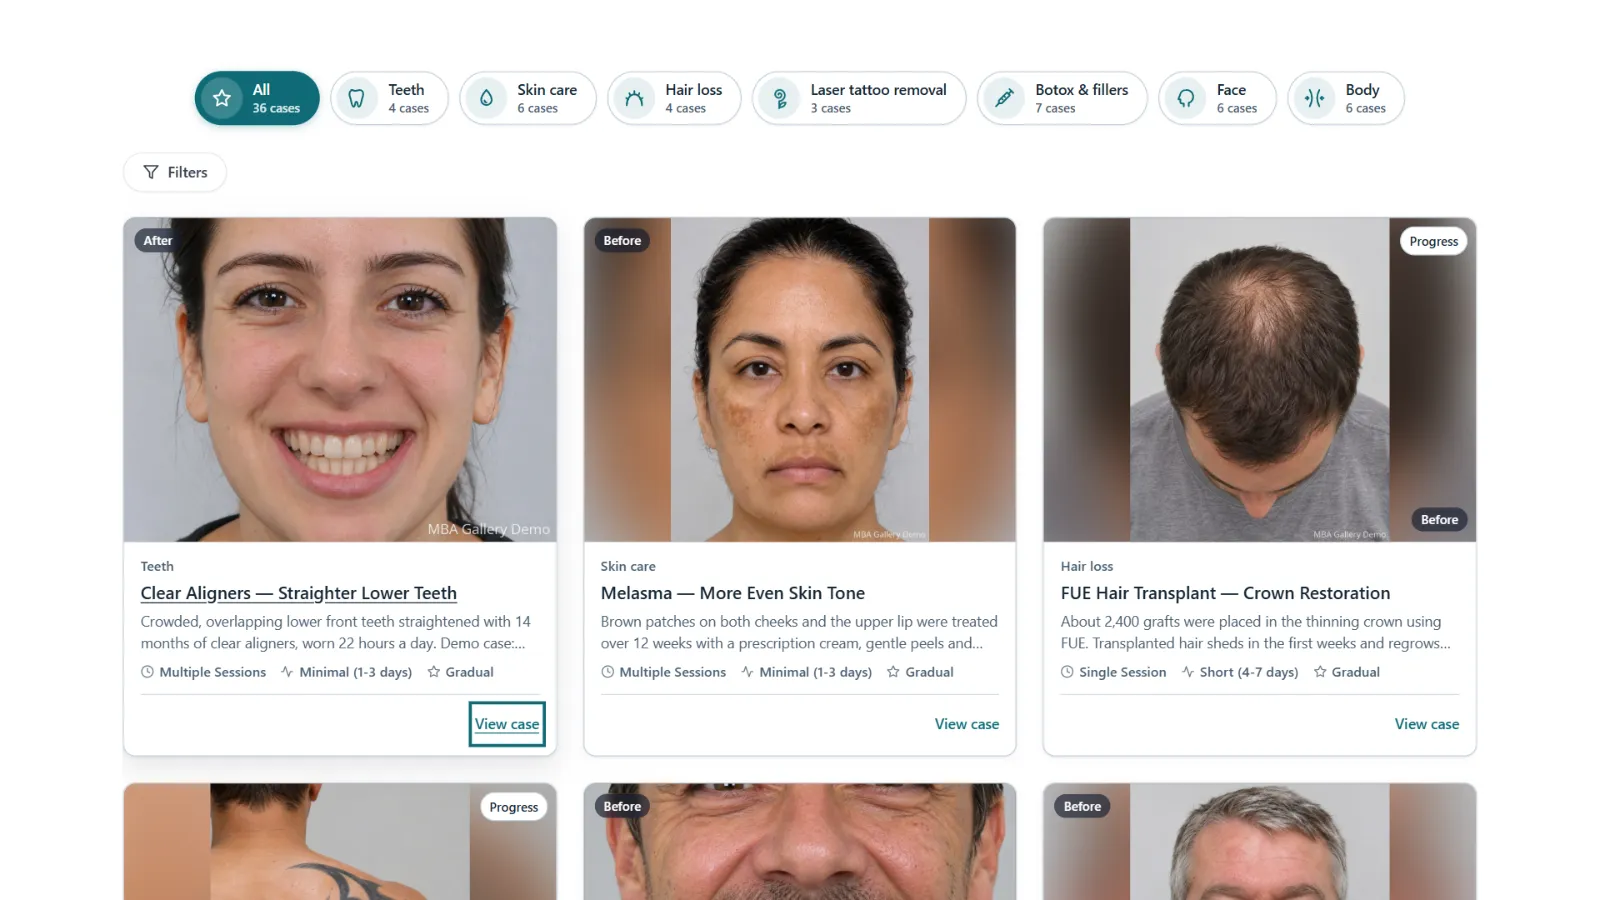 All
36 cases
Teeth
4 cases
Skin care
6 cases
Hair loss
4 cases
Laser tattoo removal
3 cases
Botox & fillers
7 cases
Face
6 cases
Body
6 cases
Filters
After
MBA Gallery Demo
Teeth
Clear Aligners — Straighter Lower Teeth
Crowded, overlapping lower front teeth straightened with 14
months of clear aligners, worn 22 hours a day. Demo case:...
Multiple Sessions Minimal (1-3 days) Gradual
View case
Before
MBA Gallery Demo
Skin care
Melasma — More Even Skin Tone
Brown patches on both cheeks and the upper lip were treated
over 12 weeks with a prescription cream, gentle peels and...
Multiple Sessions Minimal (1-3 days) Gradual
View case
Progress
Before
MBA Gallery Demo
Hair loss
FUE Hair Transplant — Crown Restoration
About 2,400 grafts were placed in the thinning crown using
FUE. Transplanted hair sheds in the first weeks and regrows...
Single Session Short (4-7 days) Gradual
View case
Progress
Before
Before